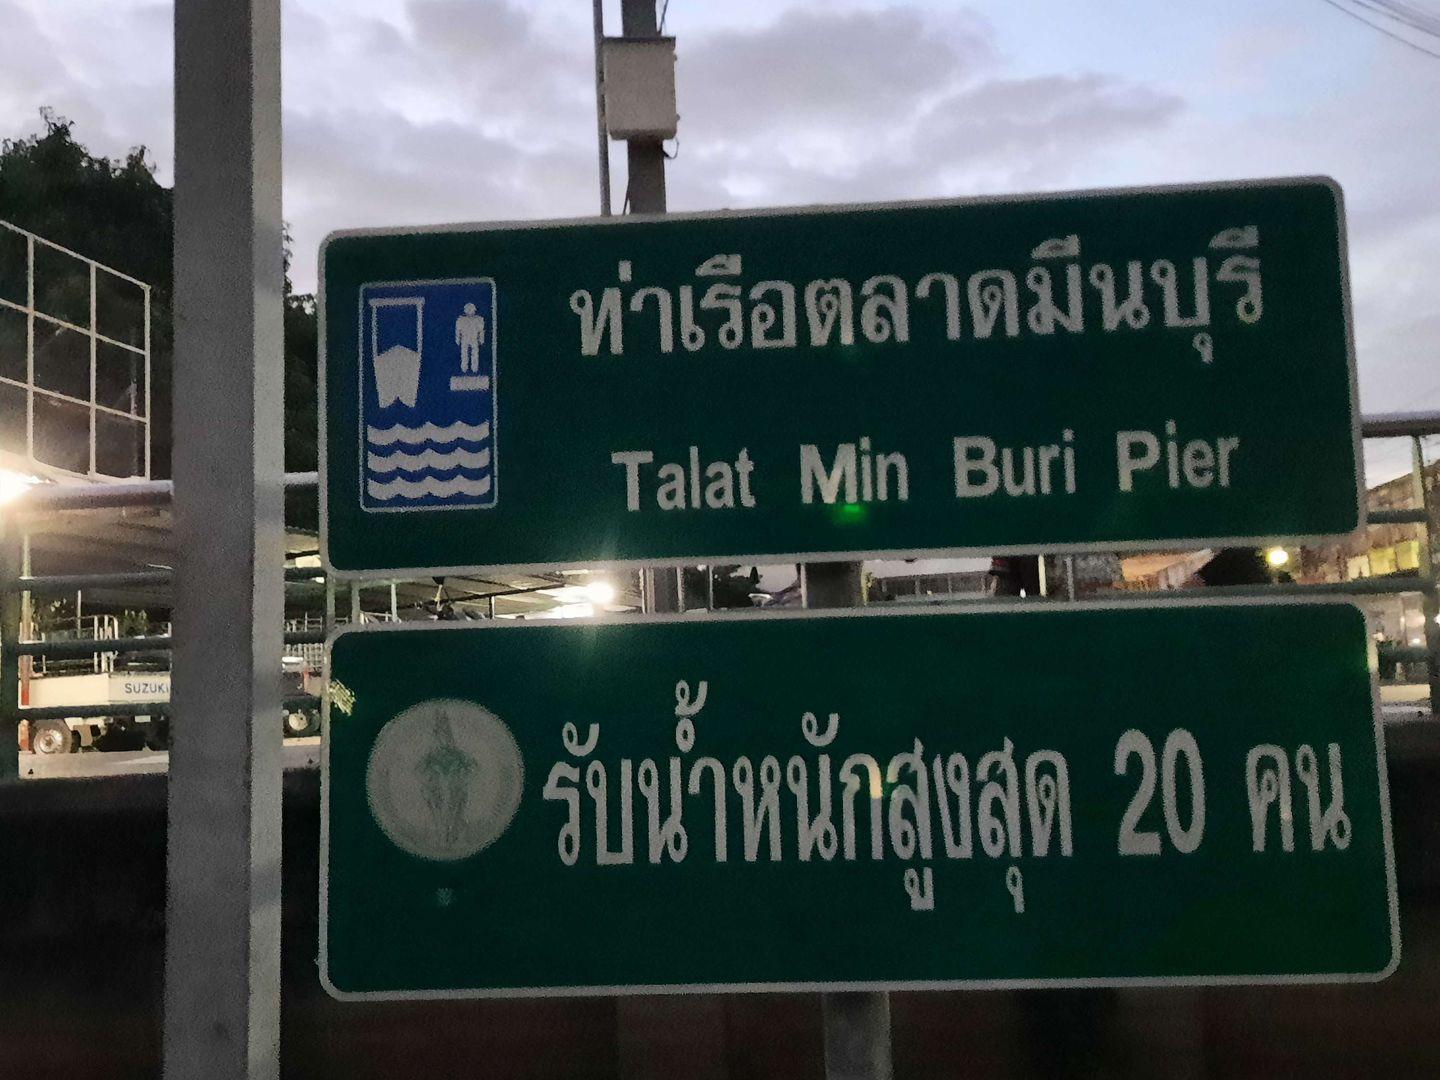 ท่าเรือตลาดมีนบุรี
Talat Min Buri Pier
SUZUKI
รับน้ำหนักสูงสุด 20 คน